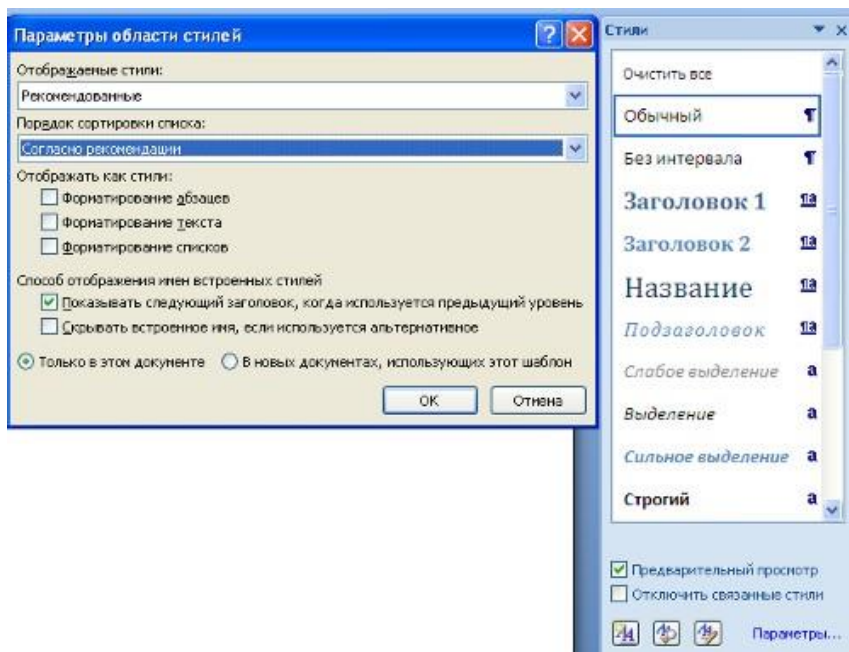 Параметры области стилей
Отображаемые стили:
Рекомендованные
Порядок сортировки списка:
Согласно рекомендации
Отображать как стили:
Форматирование абзацев
Форматирование текста
Форматирование списков
Способ отображения имен встроенных стилей
Показывать следующий заголовок, когда используется предыдущий уровень
Скрывать встроенное имя, если используется альтернативное
Только в этом документе
В новых документах, использующих этот шаблон
ОК
Отмена
Стили
Очистить все
Обычный ¶
Без интервала ¶
Заголовок 1 ¶a
Заголовок 2 ¶a
Название ¶a
Подзаголовок ¶a
Слабое выделение a
Выделение a
Сильное выделение a
Строгий a
Предварительный просмотр
Отключить связанные стили
Параметры...